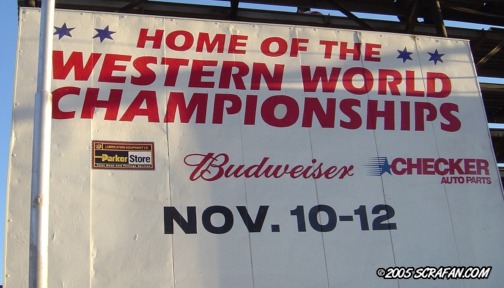 HOME OF THE
WESTERN WORLD
CHAMPIONSHIPS
ParkerStore
Budweiser
CHECKER
AUTO PARTS
NOV. 10-12
©2005 SCRAFAN.COM